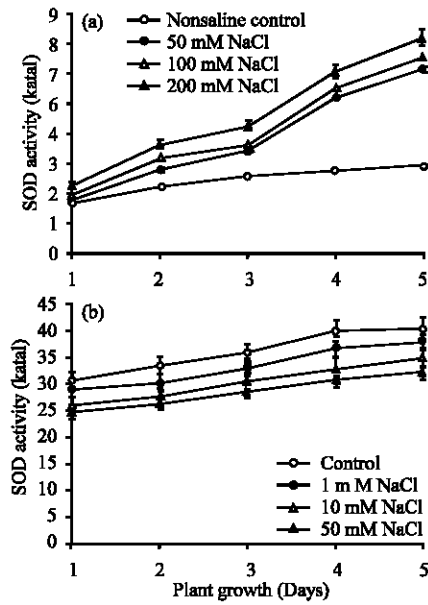 (a)
Nonsaline control
50 mM NaCl
100 mM NaCl
200 mM NaCl
SOD activity (katal)
9
8
7
6
5
4
3
2
1
0
1 2 3 4 5
(b)
SOD activity (katal)
45
40
35
30
25
20
15
10
5
0
Control
1 m M NaCl
10 mM NaCl
50 mM NaCl
1 2 3 4 5
Plant growth (Days)